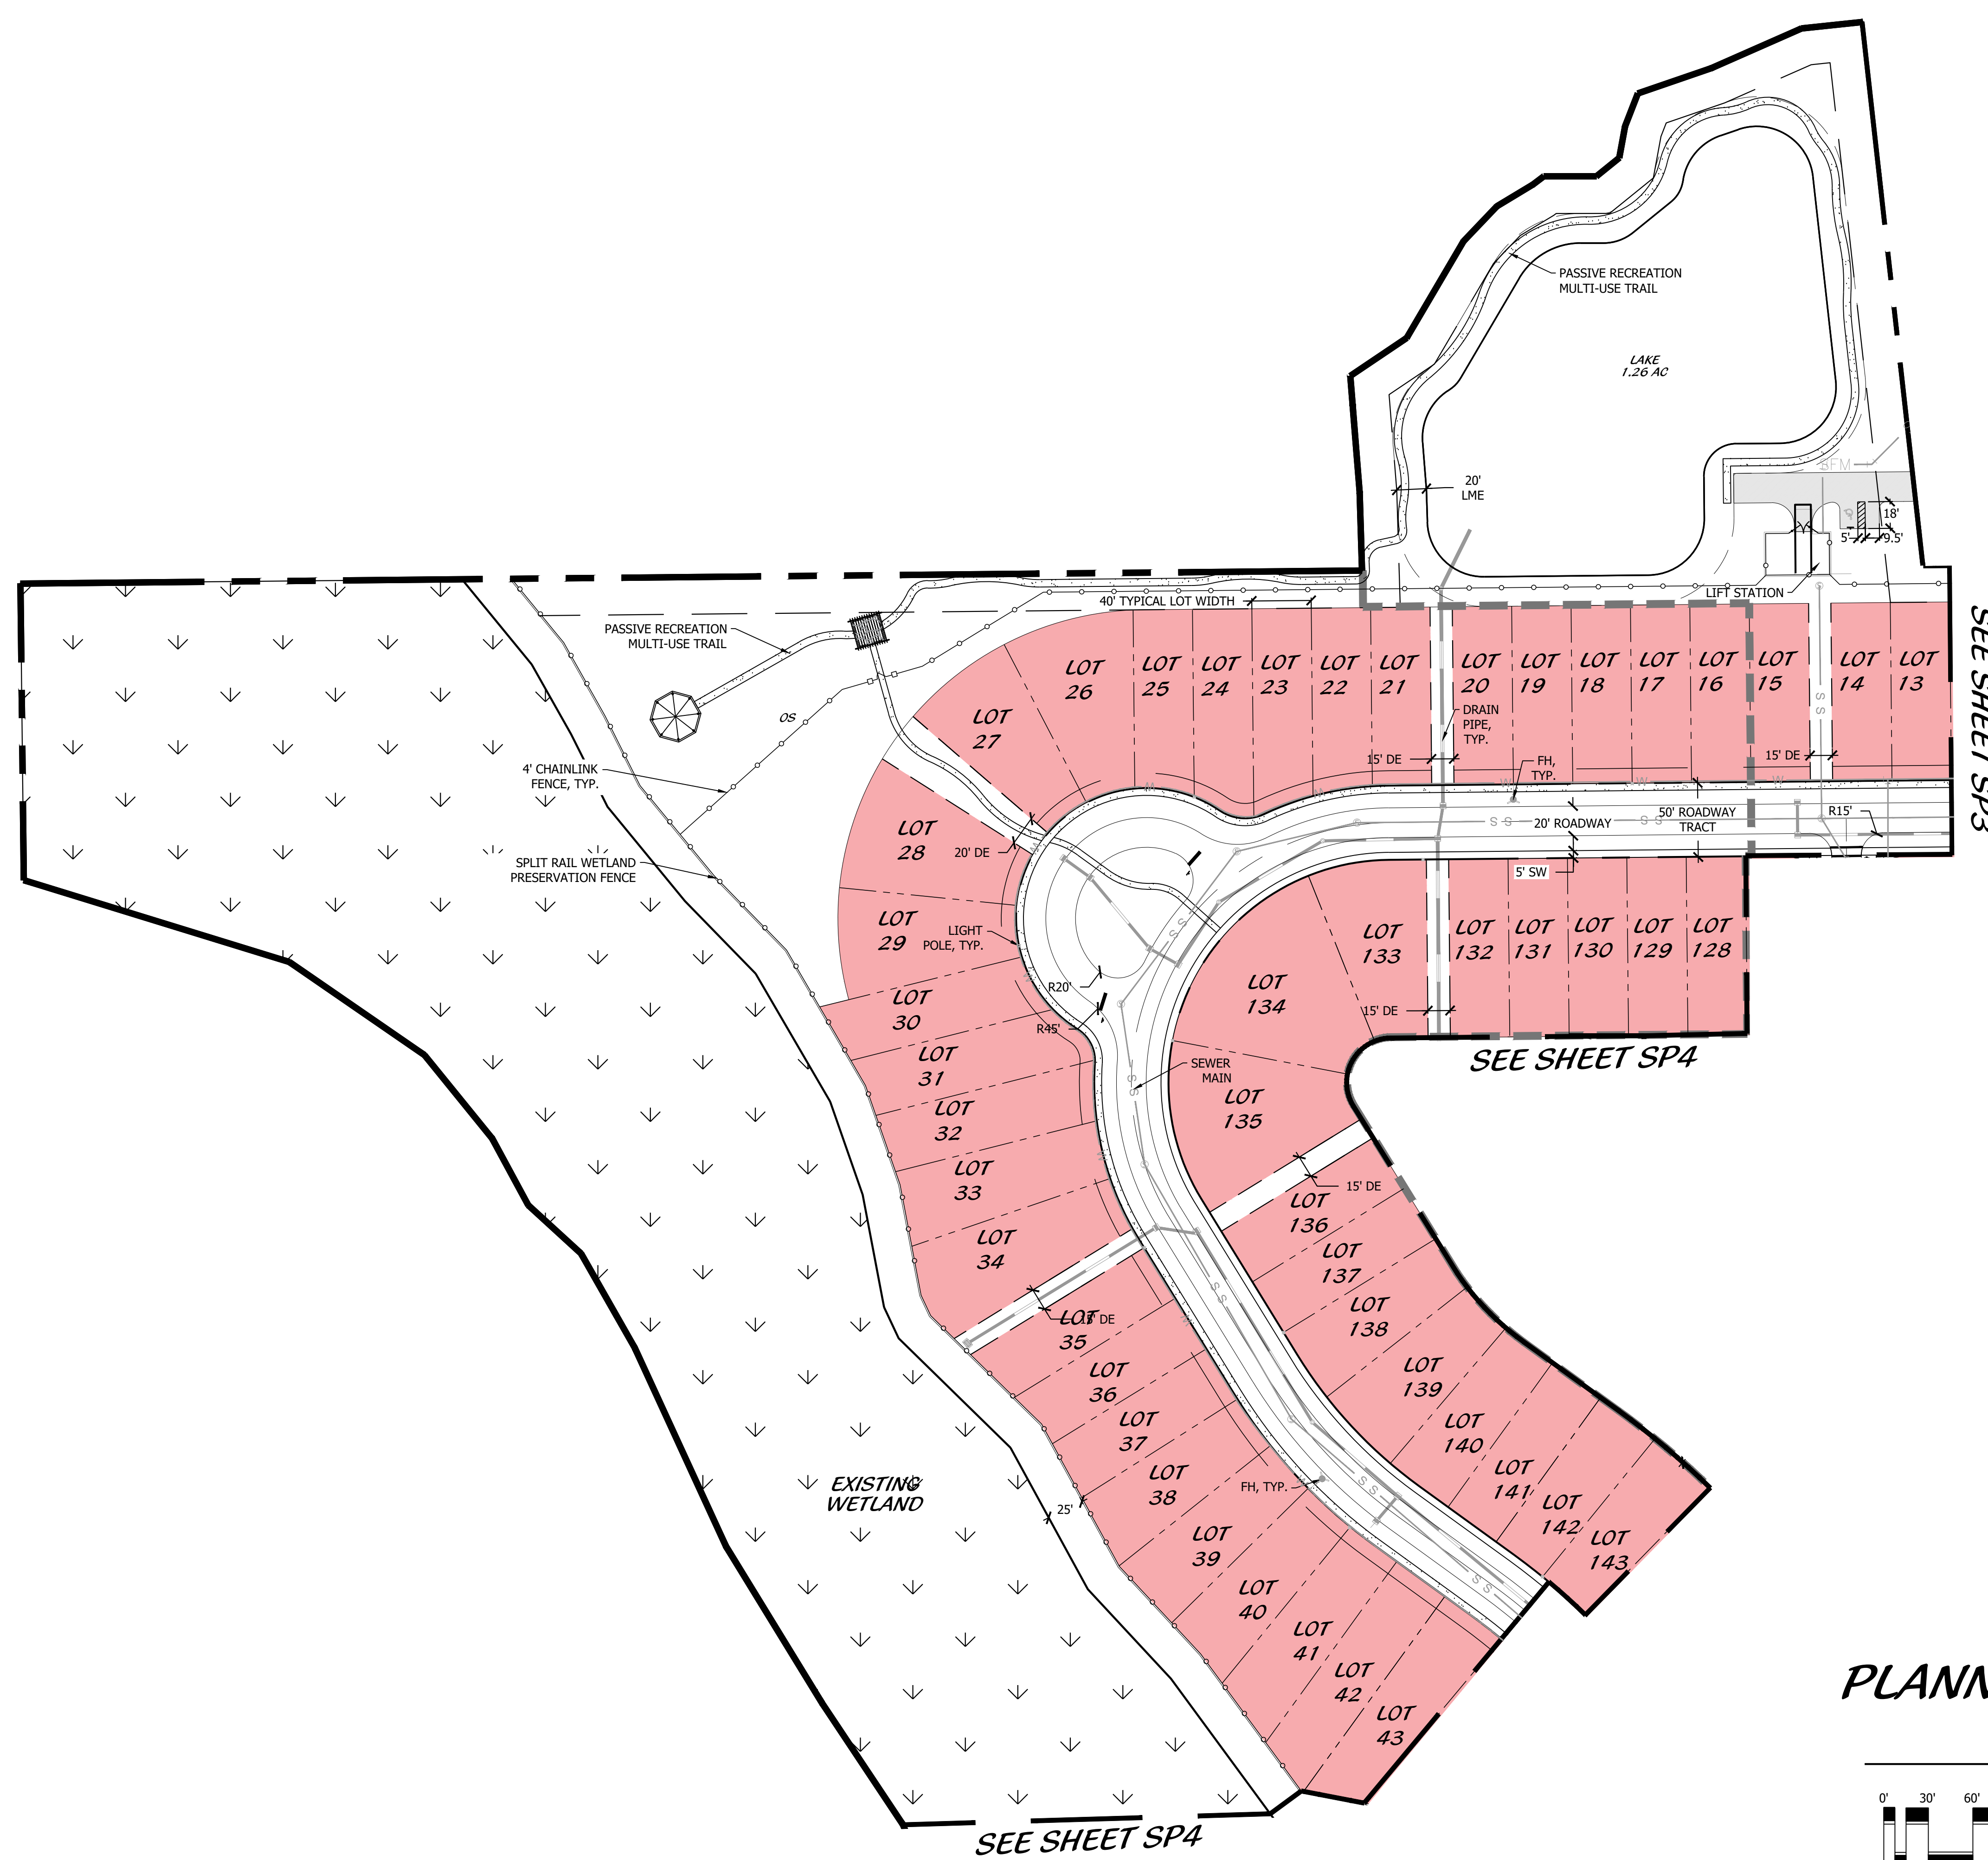 PASSIVE RECREATION
MULTI-USE TRAIL
LAKE
1.26 AC
BFM
20'
LME
18'
5'
9.5'
LIFT STATION
40' TYPICAL LOT WIDTH
PASSIVE RECREATION
MULTI-USE TRAIL
OS
4' CHAINLINK
FENCE, TYP.
SPLIT RAIL WETLAND
PRESERVATION FENCE
LOT
26
LOT
25
LOT
24
LOT
23
LOT
22
LOT
21
LOT
20
LOT
19
LOT
18
LOT
17
LOT
16
LOT
15
LOT
14
LOT
13
SEE SHEET SP3
LOT
27
DRAIN
PIPE,
TYP.
15' DE
FH,
TYP.
15' DE
50' ROADWAY
TRACT
20' ROADWAY
R15'
5' SW
LOT
28
20' DE
LOT
29
LIGHT
POLE, TYP.
R20'
R45'
LOT
30
LOT
31
LOT
32
LOT
33
LOT
34
LOT
133
LOT
132
LOT
131
LOT
130
LOT
129
LOT
128
LOT
134
15' DE
SEE SHEET SP4
SEWER
MAIN
LOT
135
15' DE
LOT
136
LOT
137
LOT
138
LOT
139
LOT
140
LOT
141
LOT
142
LOT
143
15' DE
LOT
35
LOT
36
LOT
37
LOT
38
LOT
39
LOT
40
LOT
41
LOT
42
LOT
43
FH, TYP.
25'
EXISTING
WETLAND
SEE SHEET SP4
0' 30' 60'